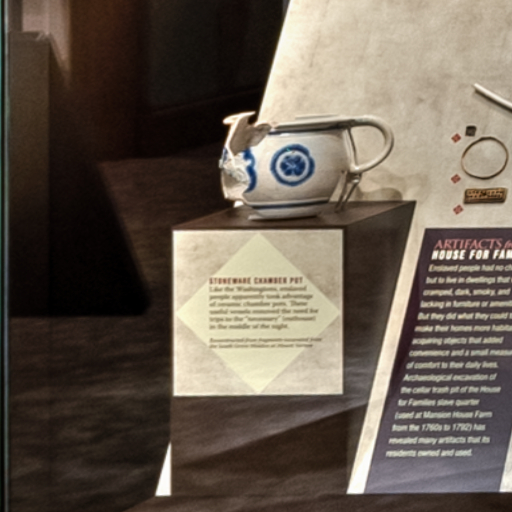 STONEWARE CHAMBER POT
Like the Washingtons, enslaved
people apparently took advantage
of ceramic chamber pots. These
useful vessels removed the need for
trips to the "necessary" (outhouse)
in the middle of the night.
Reconstructed from fragments excavated from
ARTIFACTS
HOUSE FOR FAM
Enslaved people had no
but to live in dwellings that
cramped, dark, smoky, and
lacking in furniture or
But they did what they could
make their homes more
acquiring objects that added
convenience and a small
of comfort to their daily lives.
Archaeological excavation of
the cellar trash pit of the House
for Families slave quarter
(used at Mansion House Farm
from the 1760s to 1792) has
revealed many artifacts that its
residents owned and used.